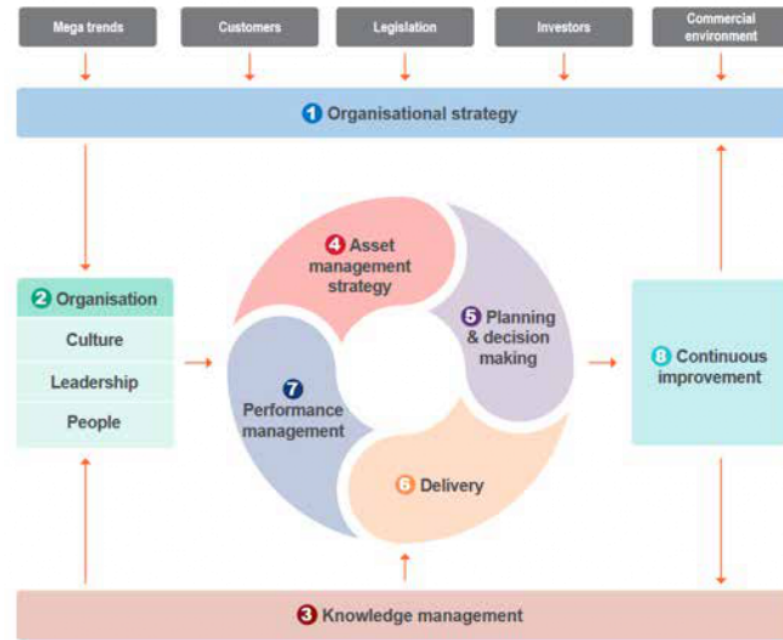 Mega trends
Customers
Legislation
Investors
Commercial
environment
1 Organisational strategy
2 Organisation
Culture
Leadership
People
4 Asset
management
strategy
5 Planning
& decision
making
7
Performance
management
6 Delivery
8 Continuous
improvement
3 Knowledge management